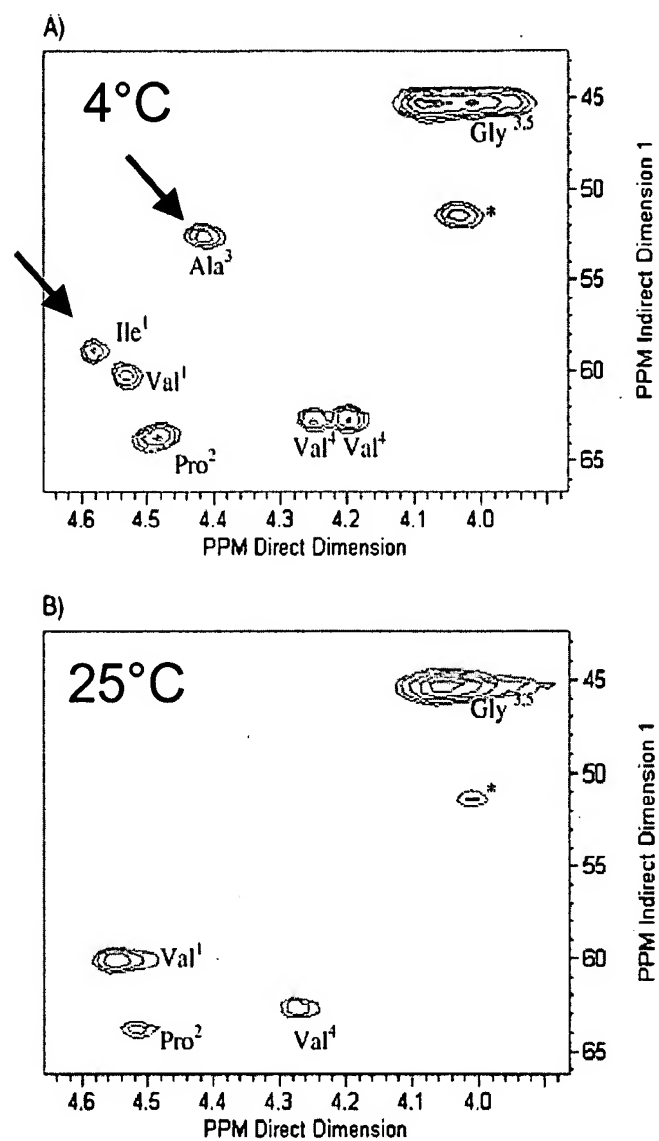 A)
4°C
45
Gly 3,5
50
*
Ala3
55
Ile1
Val1
60
Val4 Val4
Pro2
65
4.6 4.5 4.4 4.3 4.2 4.1 4.0
PPM Direct Dimension
PPM Indirect Dimension 1
B)
25°C
45
Gly 3,5
50
*
55
Val1
60
Pro2
Val4
65
4.6 4.5 4.4 4.3 4.2 4.1 4.0
PPM Direct Dimension
PPM Indirect Dimension 1